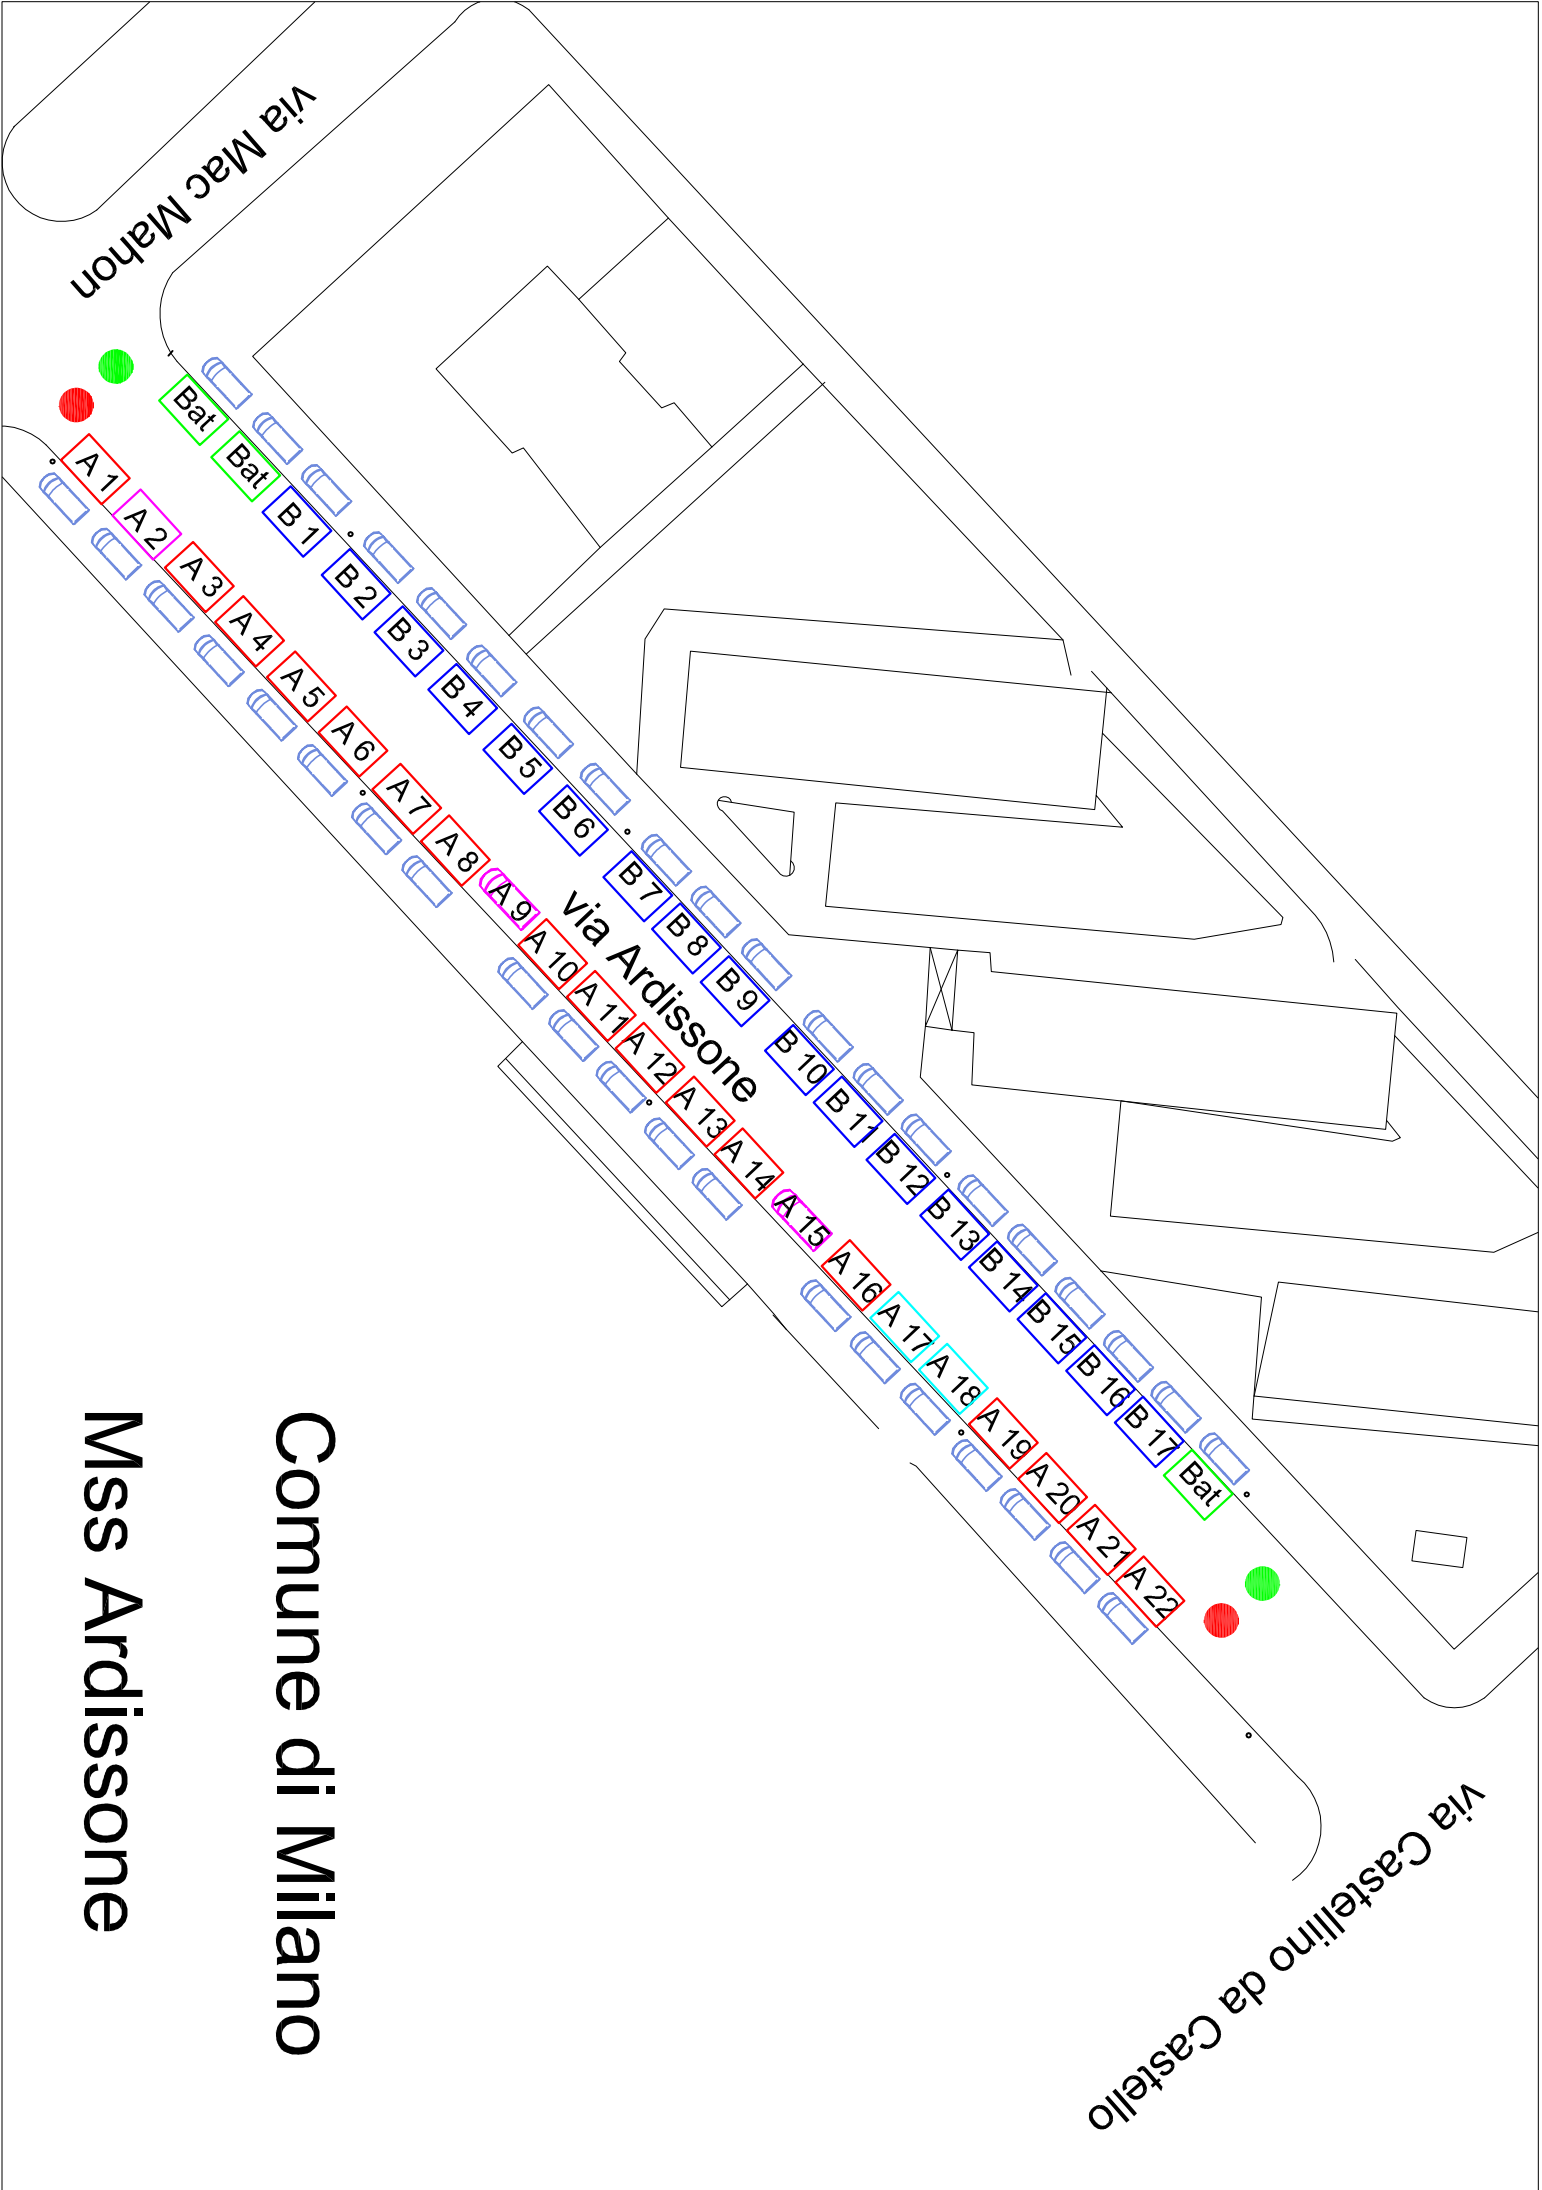 Comune di Milano
Mss Ardissone
via Mac Mahon
Bat
Bat
B 1
B 2
B 3
B 4
B 5
B 6
B 7
B 8
B 9
B 10
B 11
B 12
B 13
B 14
B 15
B 16
B 17
Bat
via Ardissone
A 1
A 2
A 3
A 4
A 5
A 6
A 7
A 8
A 9
A 10
A 11
A 12
A 13
A 14
A 15
A 16
A 17
A 18
A 19
A 20
A 21
A 22
via Castellino da Castello